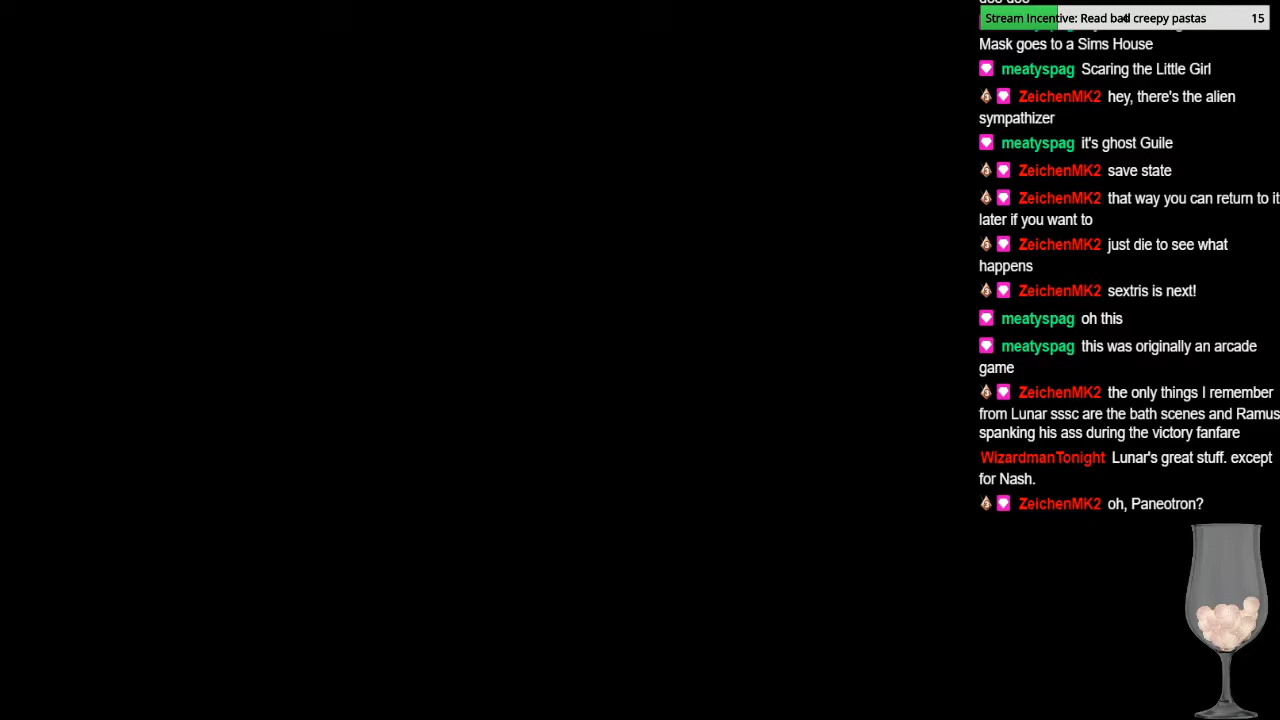 doo doo
Stream Incentive: Read bad creepy pastas 4 15
Mask goes to a Sims House
meatyspag Scaring the Little Girl
ZeichenMK2 hey, there's the alien
sympathizer
meatyspag it's ghost Guile
ZeichenMK2 save state
ZeichenMK2 that way you can return to it
later if you want to
ZeichenMK2 just die to see what
happens
ZeichenMK2 sextris is next!
meatyspag oh this
meatyspag this was originally an arcade
game
ZeichenMK2 the only things I remember
from Lunar sssc are the bath scenes and Ramus
spanking his ass during the victory fanfare
WizardmanTonight Lunar's great stuff. except
for Nash.
ZeichenMK2 oh, Paneotron?